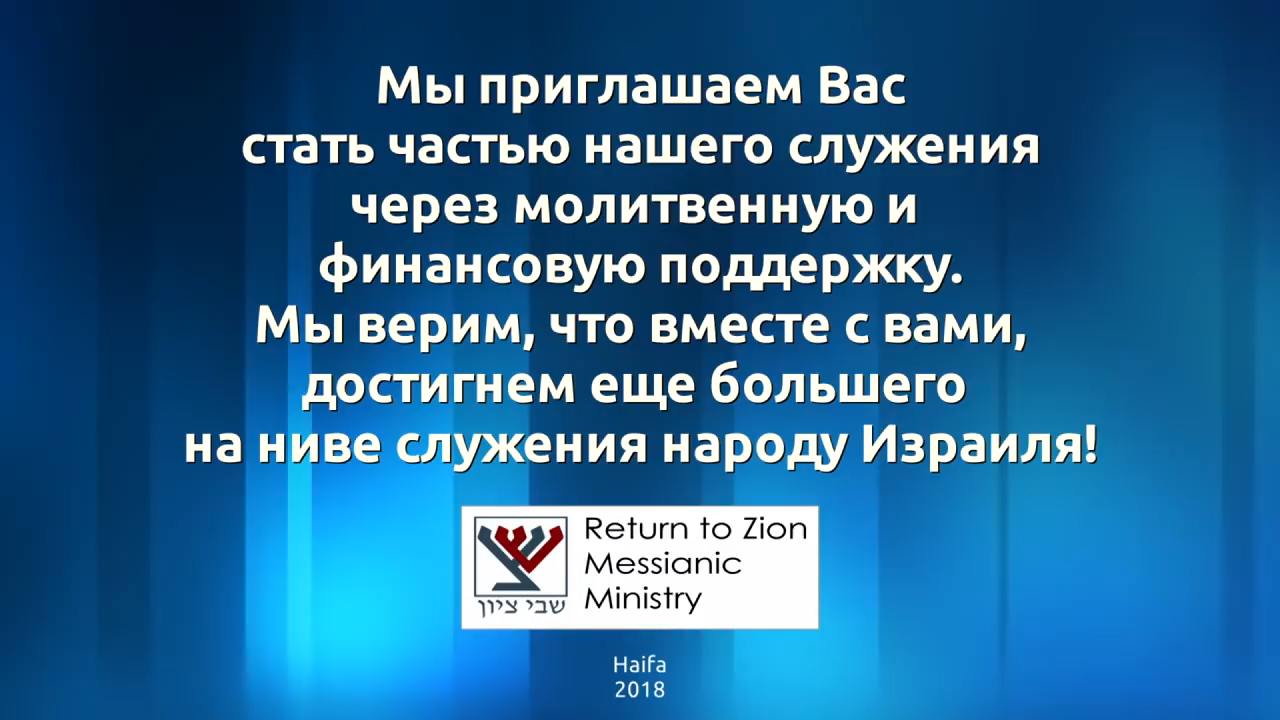 Мы приглашаем Вас
стать частью нашего служения
через молитвенную и
финансовую поддержку.
Мы верим, что вместе с вами,
достигнем еще большего
на ниве служения народу Израиля!
Return to Zion
Messianic
Ministry
שבי ציון
Haifa
2018